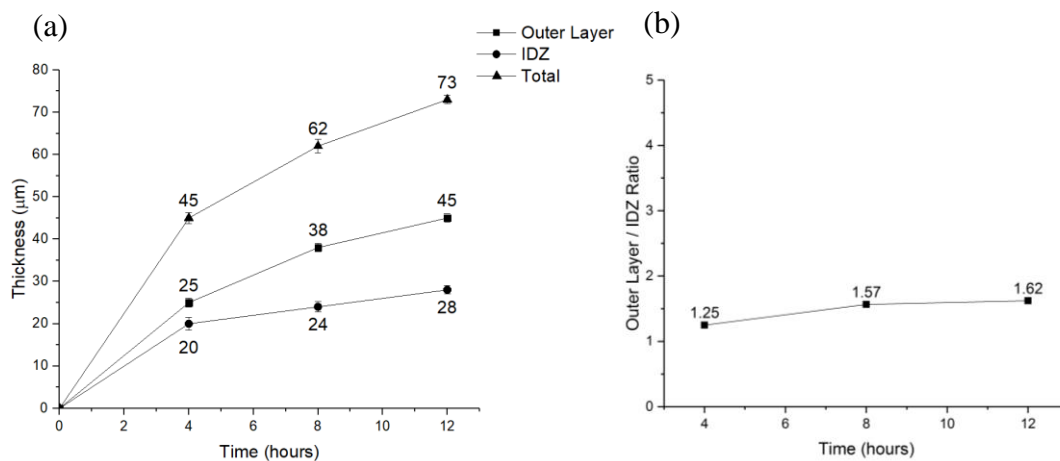 (a)
Outer Layer
IDZ
Total
Thickness (µm)
80
70
60
50
40
30
20
10
0
73
62
45
45
38
25
28
24
20
0 2 4 6 8 10 12
Time (hours)
(b)
Outer Layer / IDZ Ratio
5
4
3
2
1
0
1.25
1.57
1.62
4 6 8 10 12
Time (hours)